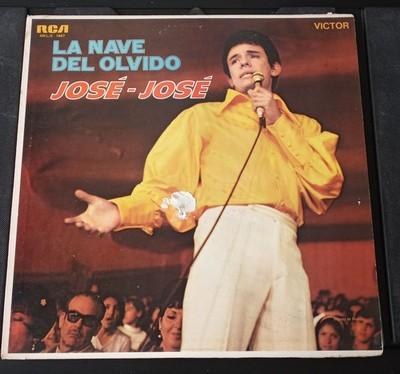 RCA
VICTOR
LA NAVE
DEL OLVIDO
JOSÉ-JOSÉ